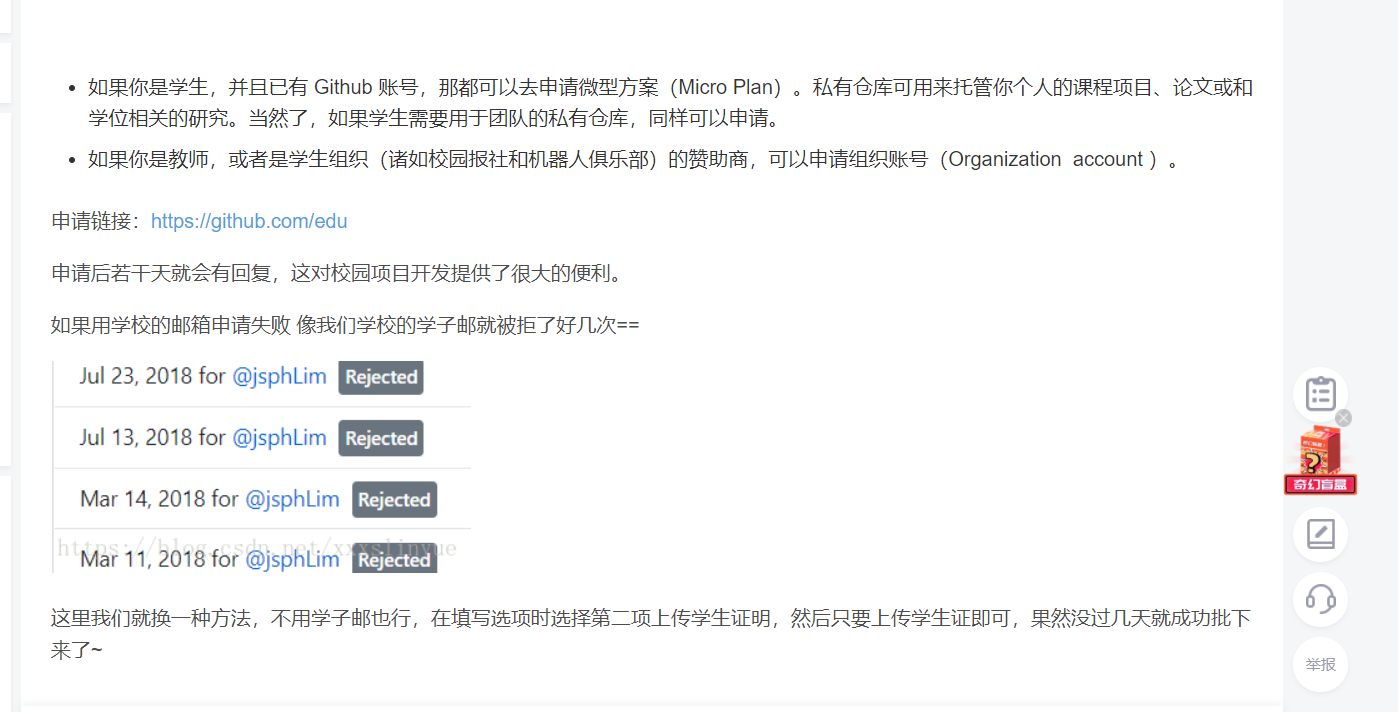 如果你是学生，并且已有 Github 账号，那都可以去申请微型方案（Micro Plan）。私有仓库可用来托管你个人的课程项目、论文或和
学位相关的研究。当然了，如果学生需要用于团队的私有仓库，同样可以申请。
如果你是教师，或者是学生组织（诸如校园报社和机器人俱乐部）的赞助商，可以申请组织账号（Organization  account ）。
申请链接：https://github.com/edu
申请后若干天就会有回复，这对校园项目开发提供了很大的便利。
如果用学校的邮箱申请失败 像我们学校的学子邮就被拒了好几次==
Jul 23, 2018 for @jsphLim Rejected
Jul 13, 2018 for @jsphLim Rejected
Mar 14, 2018 for @jsphLim Rejected
https://blog.csdn.net/xxxslinyue
Mar 11, 2018 for @jsphLim Rejected
这里我们就换一种方法，不用学子邮也行，在填写选项时选择第二项上传学生证明，然后只要上传学生证即可，果然没过几天就成功批下
来了~
奇幻盲盒
举报